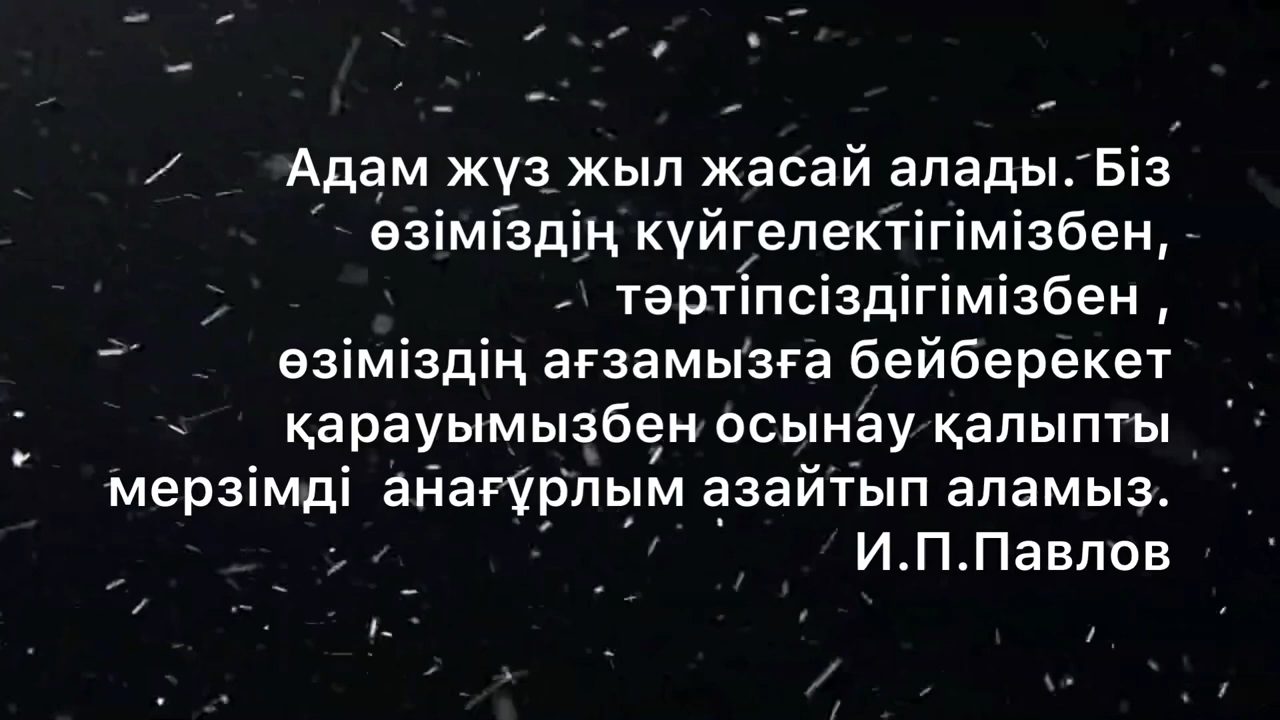 Адам жүз жыл жасай алады. Біз
өзіміздің күйгелектігімізбен,
тәртіпсіздігімізбен ,
өзіміздің ағзамызға бейберекет
қарауымызбен осынау қалыпты
мерзімді  анағұрлым азайтып аламыз.
И.П.Павлов